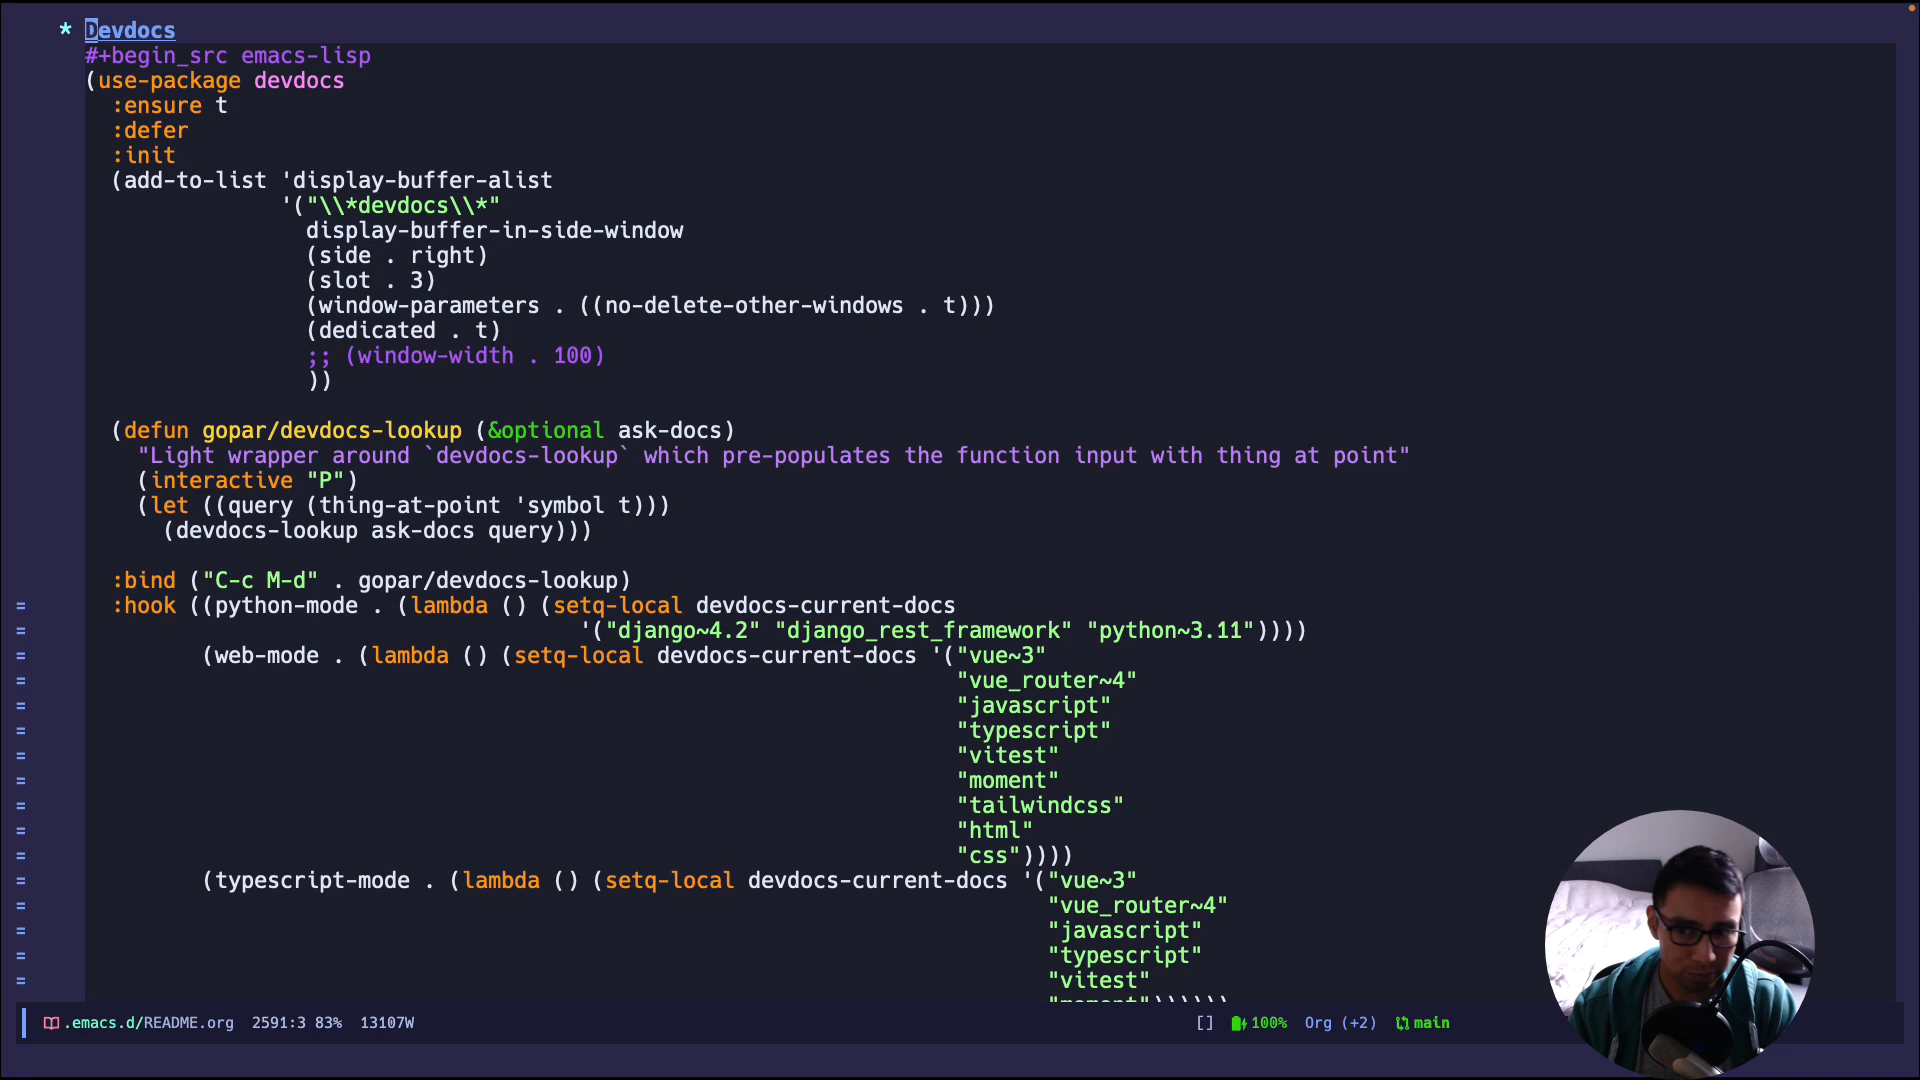 * Devdocs
#+begin_src emacs-lisp
(use-package devdocs
  :ensure t
  :defer
  :init
  (add-to-list 'display-buffer-alist
               '("\\*devdocs\\*"
                 display-buffer-in-side-window
                 (side . right)
                 (slot . 3)
                 (window-parameters . ((no-delete-other-windows . t)))
                 (dedicated . t)
                 ;; (window-width . 100)
                 ))
  (defun gopar/devdocs-lookup (&optional ask-docs)
    "Light wrapper around `devdocs-lookup` which pre-populates the function input with thing at point"
    (interactive "P")
    (let ((query (thing-at-point 'symbol t)))
      (devdocs-lookup ask-docs query)))
  :bind ("C-c M-d" . gopar/devdocs-lookup)
= :hook ((python-mode . (lambda () (setq-local devdocs-current-docs
= '("django~4.2" "django_rest_framework" "python~3.11"))))
= (web-mode . (lambda () (setq-local devdocs-current-docs '("vue~3"
= "vue_router~4"
= "javascript"
= "typescript"
= "vitest"
= "moment"
= "tailwindcss"
= "html"
= "css"))))
= (typescript-mode . (lambda () (setq-local devdocs-current-docs '("vue~3"
= "vue_router~4"
= "javascript"
= "typescript"
= "vitest"
"moment"))))))
.emacs.d/README.org 2591:3 83% 13107W [] 100% Org (+2) main